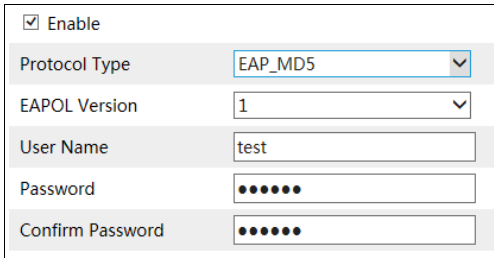 Enable
Protocol Type EAP_MD5
EAPOL Version 1
User Name test
Password ●●●●●●
Confirm Password ●●●●●●